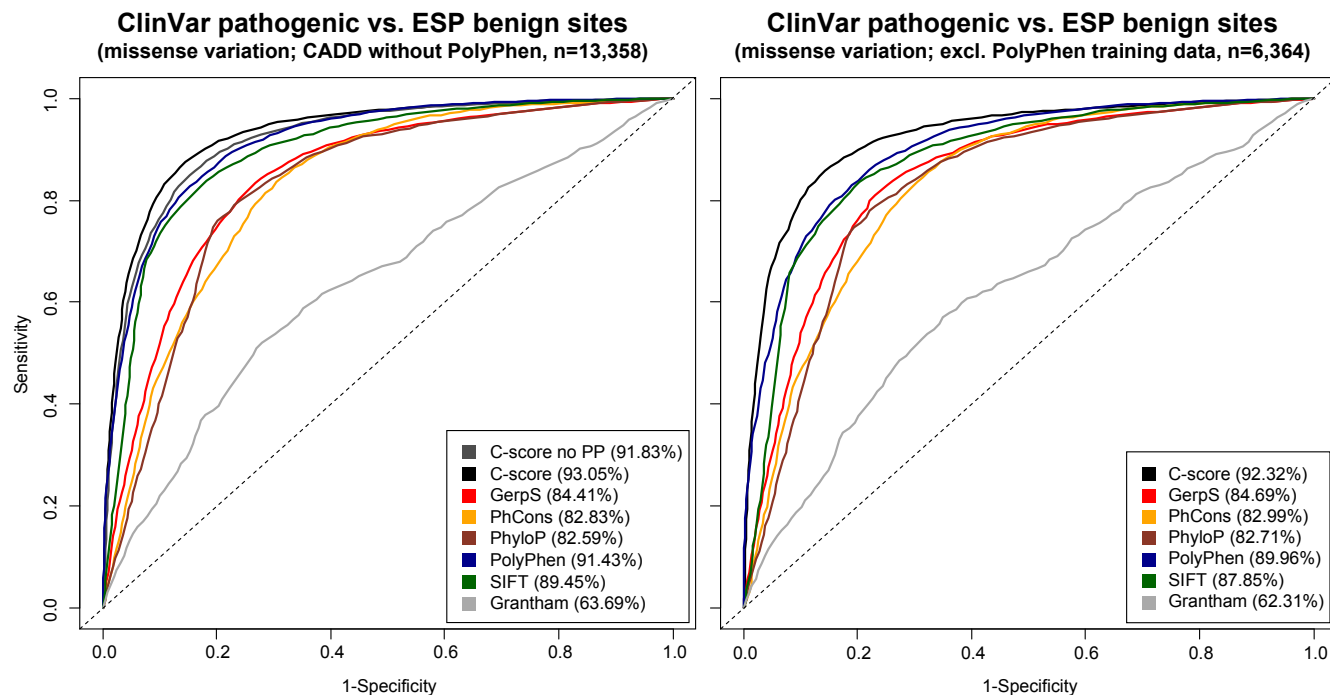 ClinVar pathogenic vs. ESP benign sites
(missense variation; CADD without PolyPhen, n=13,358)
Sensitivity
1.0
0.8
0.6
0.4
0.2
0.0
C-score no PP (91.83%)
C-score (93.05%)
GerpS (84.41%)
PhCons (82.83%)
PhyloP (82.59%)
PolyPhen (91.43%)
SIFT (89.45%)
Grantham (63.69%)
0.0 0.2 0.4 0.6 0.8 1.0
1-Specificity
ClinVar pathogenic vs. ESP benign sites
(missense variation; excl. PolyPhen training data, n=6,364)
C-score (92.32%)
GerpS (84.69%)
PhCons (82.99%)
PhyloP (82.71%)
PolyPhen (89.96%)
SIFT (87.85%)
Grantham (62.31%)
0.0 0.2 0.4 0.6 0.8 1.0
1-Specificity